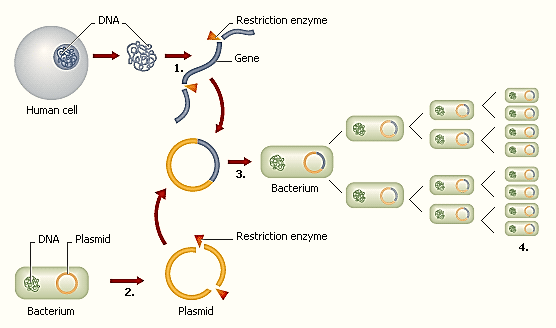 DNA
Restriction enzyme
Gene
1.
Human cell
3.
Bacterium
DNA
Plasmid
Restriction enzyme
2.
4.
Bacterium
Plasmid